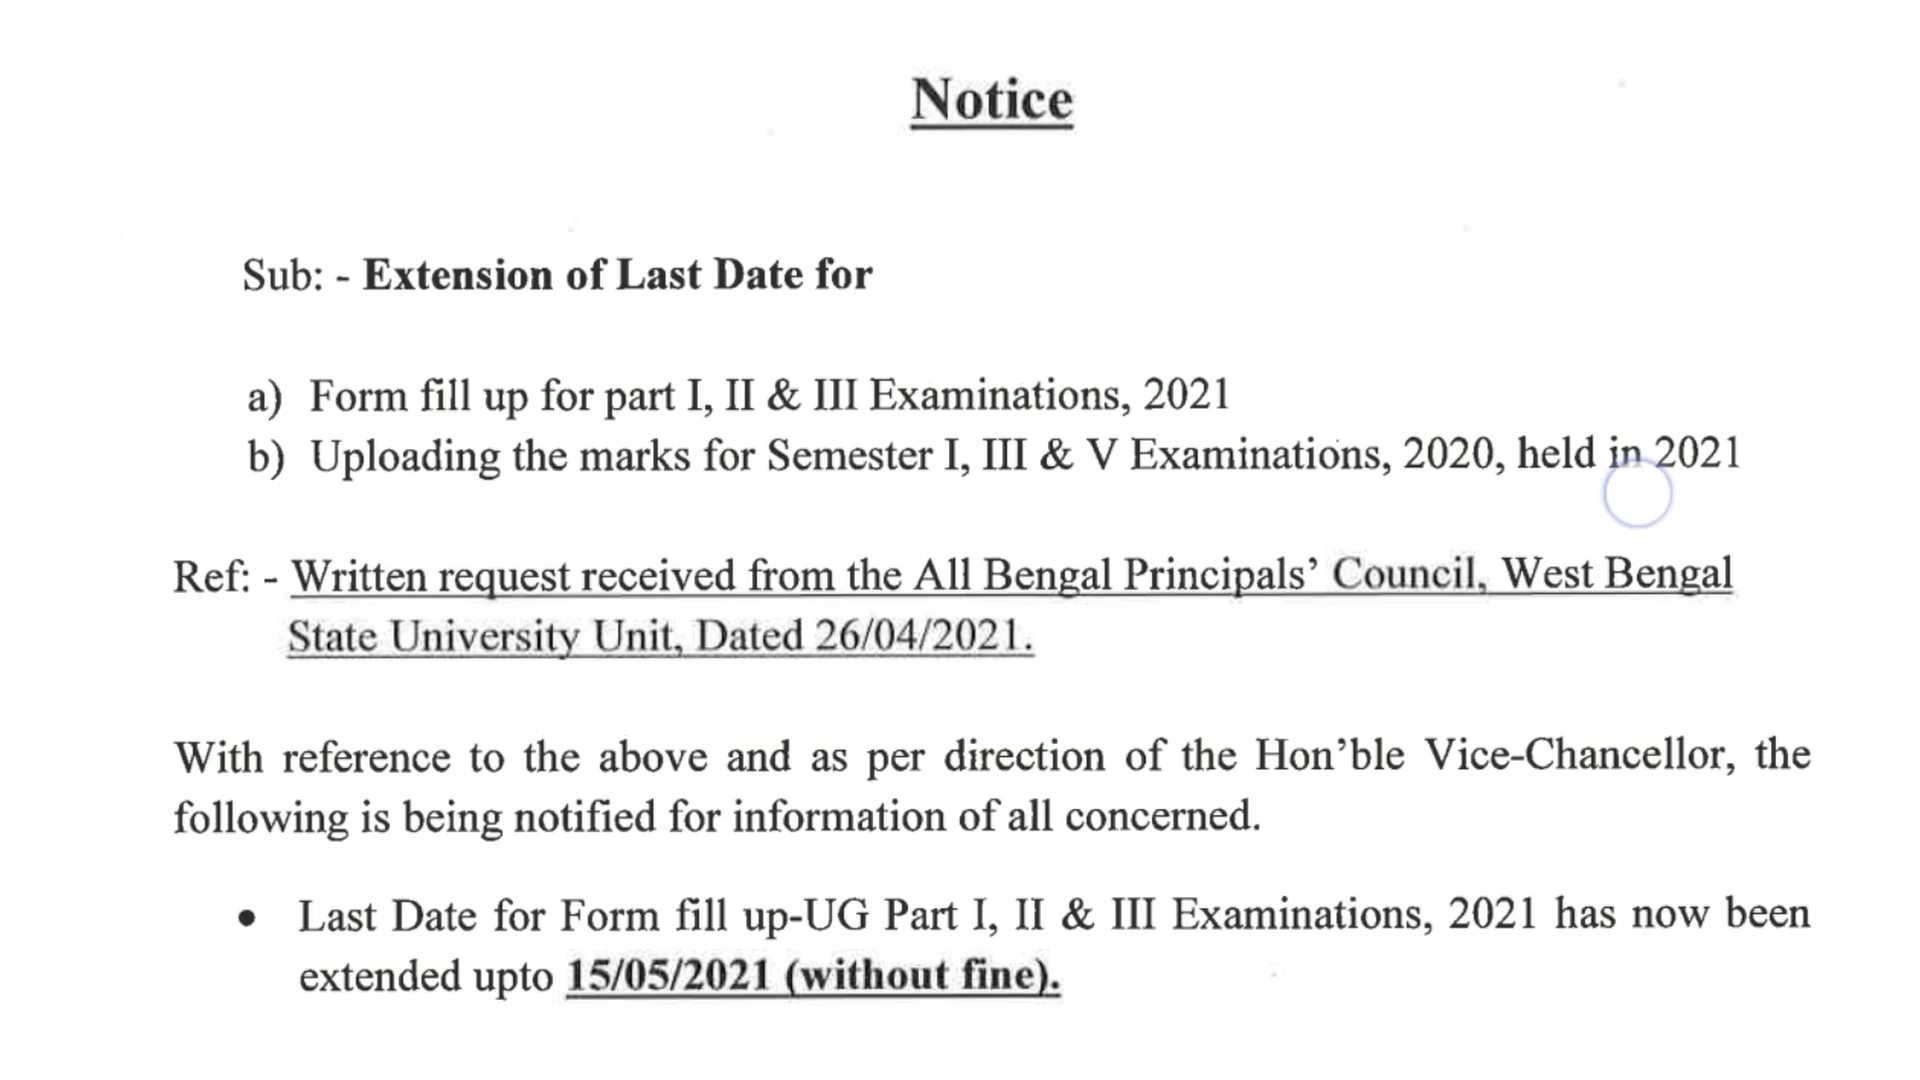 Notice
Sub: - Extension of Last Date for
a) Form fill up for part I, II & III Examinations, 2021
b) Uploading the marks for Semester I, III & V Examinations, 2020, held in 2021
Ref: - Written request received from the All Bengal Principals’ Council, West Bengal
State University Unit, Dated 26/04/2021.
With reference to the above and as per direction of the Hon’ble Vice-Chancellor, the
following is being notified for information of all concerned.
• Last Date for Form fill up-UG Part I, II & III Examinations, 2021 has now been
extended upto 15/05/2021 (without fine).